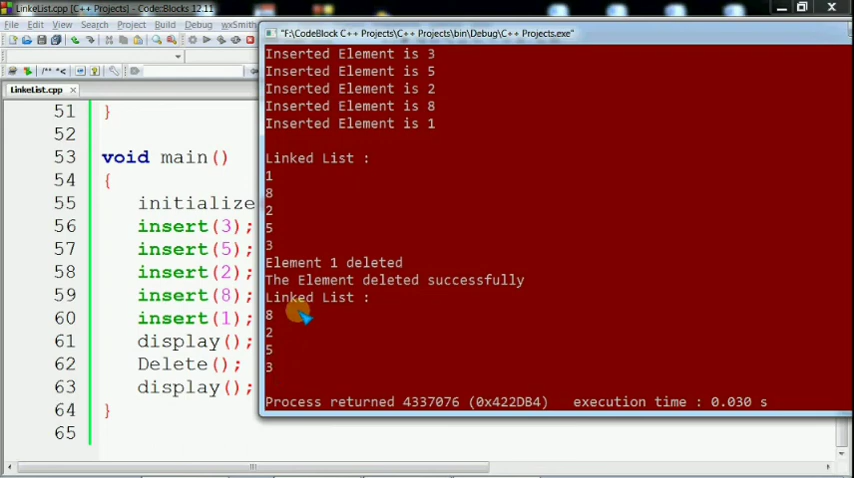 LinkeList.cpp [C++ Projects] - Code::Blocks 12.11
File Edit View Search Project Build Debug wxSmith
LinkeList.cpp
51 }
52
53 void main()
54 {
55 initialize
56 insert(3);
57 insert(5);
58 insert(2);
59 insert(8);
60 insert(1);
61 display();
62 Delete();
63 display();
64 }
65
"F:\CodeBlock C++ Projects\C++ Projects\bin\Debug\C++ Projects.exe"
Inserted Element is 3
Inserted Element is 5
Inserted Element is 2
Inserted Element is 8
Inserted Element is 1
Linked List :
1
8
2
5
3
Element 1 deleted
The Element deleted successfully
Linked List :
8
2
5
3
Process returned 4337076 (0x422DB4) execution time : 0.030 s